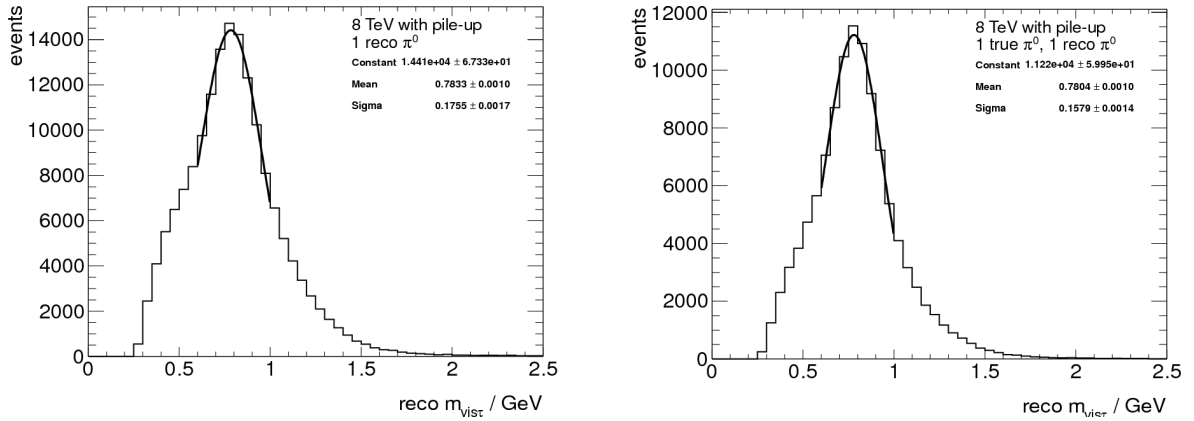 events
14000
12000
10000
8000
6000
4000
2000
0
8 TeV with pile-up
1 reco π⁰
Constant 1.441e+04 ± 6.733e+01
Mean 0.7833 ± 0.0010
Sigma 0.1755 ± 0.0017
0 0.5 1 1.5 2 2.5
reco m_visτ / GeV
events
12000
10000
8000
6000
4000
2000
0
8 TeV with pile-up
1 true π⁰, 1 reco π⁰
Constant 1.122e+04 ± 5.995e+01
Mean 0.7804 ± 0.0010
Sigma 0.1579 ± 0.0014
0 0.5 1 1.5 2 2.5
reco m_visτ / GeV